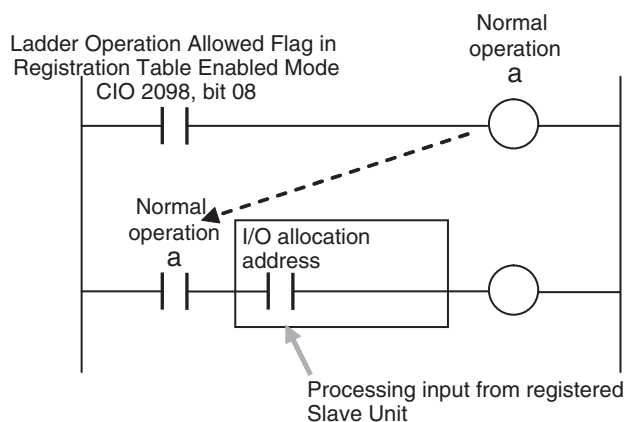 Ladder Operation Allowed Flag in
Registration Table Enabled Mode
CIO 2098, bit 08
Normal
operation
a
Normal
operation
a
I/O allocation
address
Processing input from registered
Slave Unit